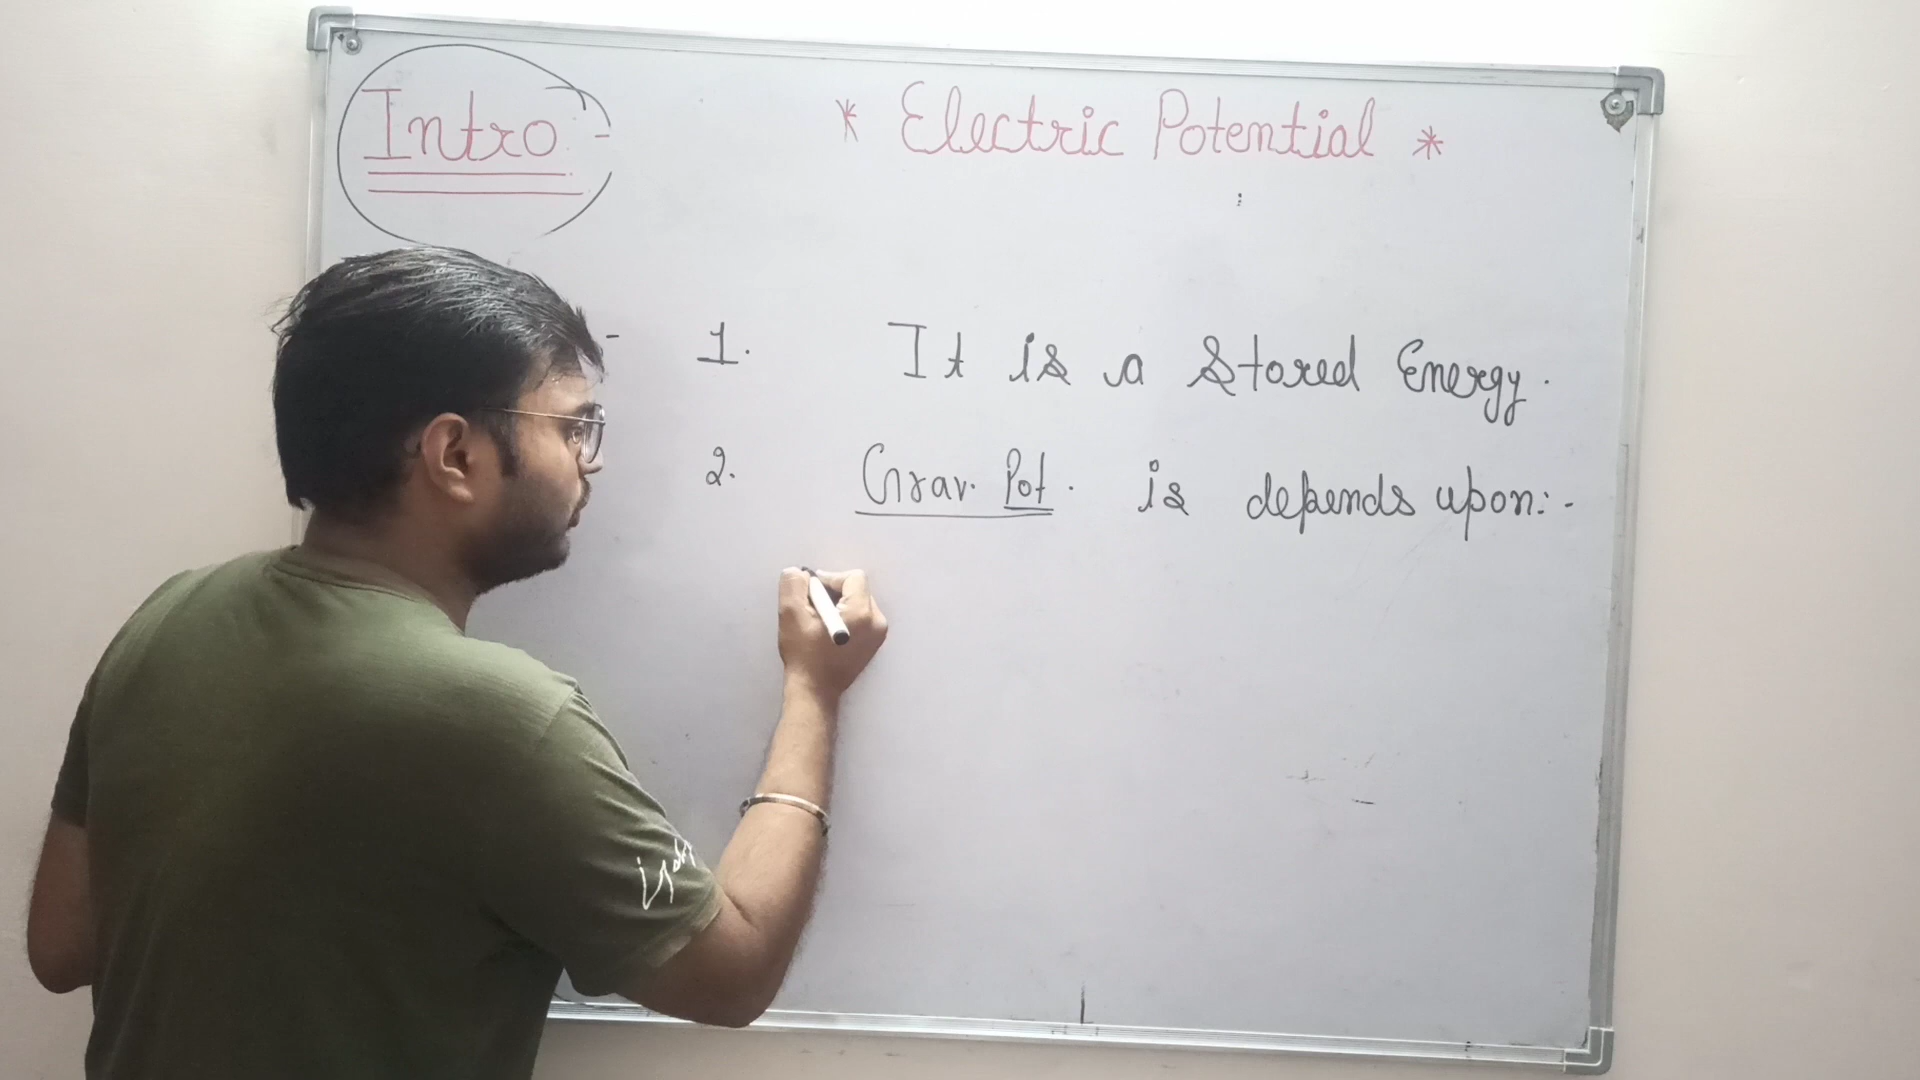 Intro :-
* Electric Potential *
- 1. It is a Stored Energy.
2. Grav. Pot. is depends upon:-